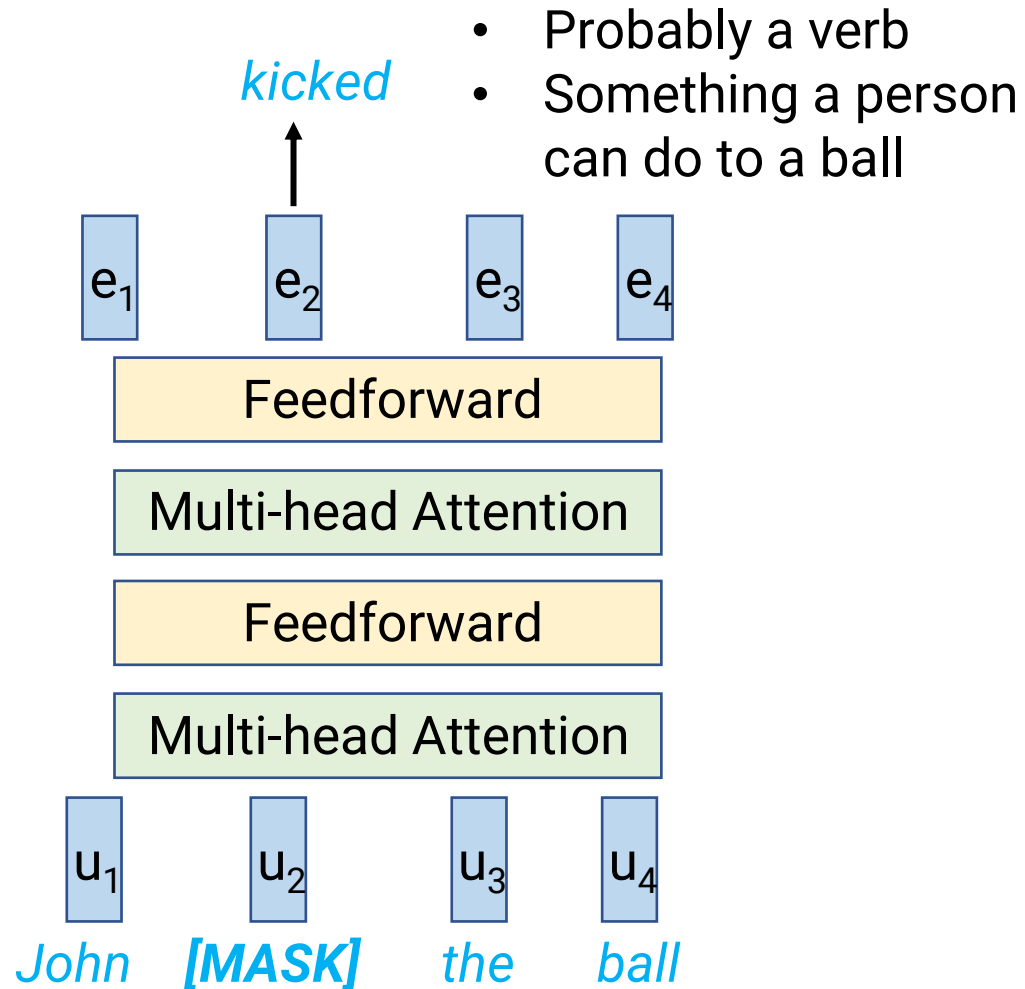 • Probably a verb
• Something a person
can do to a ball
kicked
e₁ e₂ e₃ e₄
Feedforward
Multi-head Attention
Feedforward
Multi-head Attention
u₁ u₂ u₃ u₄
John [MASK] the ball